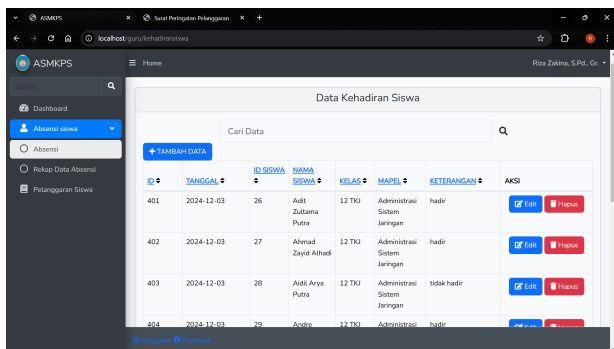 ASMKPS
Surat Peringatan Pelanggaran
localhost/guru/kehadiransiswa
ASMKPS
Home
Riza Zakina, S.Pd., Gr.
Search
Dashboard
Absensi siswa
Absensi
Rekap Data Absensi
Pelanggaran Siswa
Data Kehadiran Siswa
Cari Data
+ TAMBAH DATA
ID TANGGAL ID SISWA NAMA SISWA KELAS MAPEL KETERANGAN AKSI
401 2024-12-03 26 Adit Zultama Putra 12 TKJ Administrasi Sistem Jaringan hadir Edit Hapus
402 2024-12-03 27 Ahmad Zayid Alhadi 12 TKJ Administrasi Sistem Jaringan hadir Edit Hapus
403 2024-12-03 28 Aidil Arya Putra 12 TKJ Administrasi Sistem Jaringan tidak hadir Edit Hapus
404 2024-12-03 29 Andre 12 TKJ Administrasi hadir Edit Hapus
Instagram Facebook